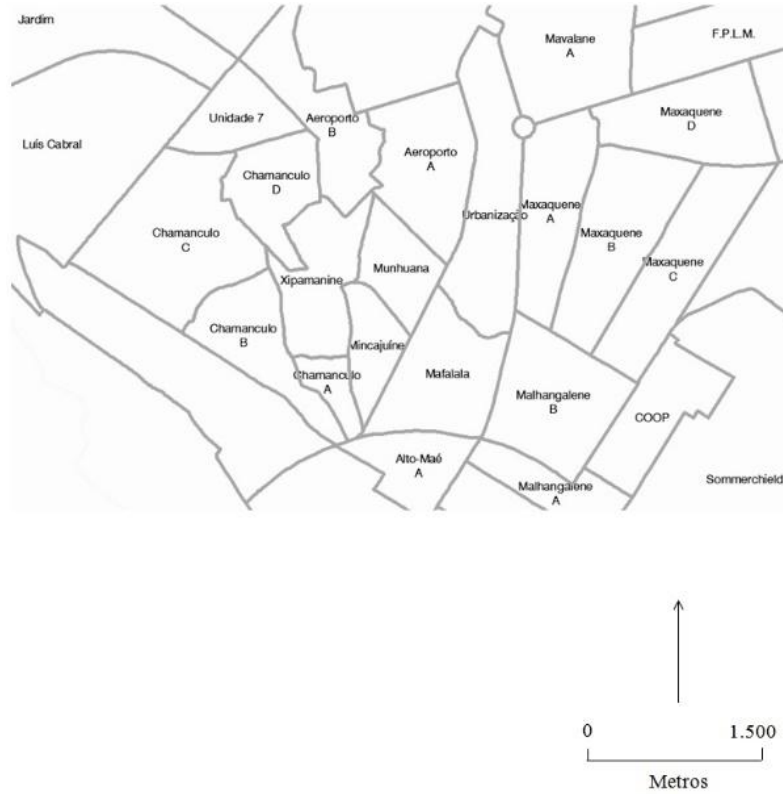 Jardim
Mavalane
A
F.P.L.M.
Unidade 7
Aeroporto
B
Maxaquene
D
Luís Cabral
Aeroporto
A
Chamanculo
D
Urbanização
Maxaquene
A
Chamanculo
C
Maxaquene
B
Munhuana
Maxaquene
C
Xipamanine
Chamanculo
B
Mincajuíne
Chamanculo
A
Mafalala
Malhangalene
B
COOP
Alto-Maé
A
Malhangalene
A
Sommerchield
0 1.500
Metros